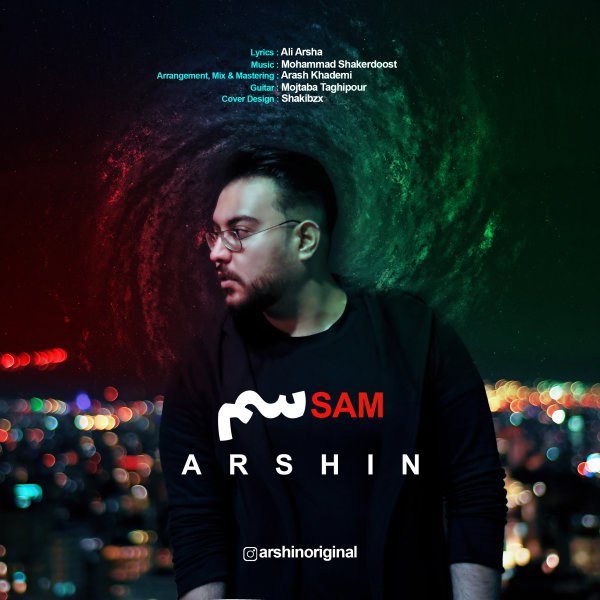 Lyrics : Ali Arsha
Music : Mohammad Shakerdoost
Arrangement, Mix & Mastering : Arash Khademi
Guitar : Mojtaba Taghipour
Cover Design : Shakibzx
سم SAM
ARSHIN
arshinoriginal